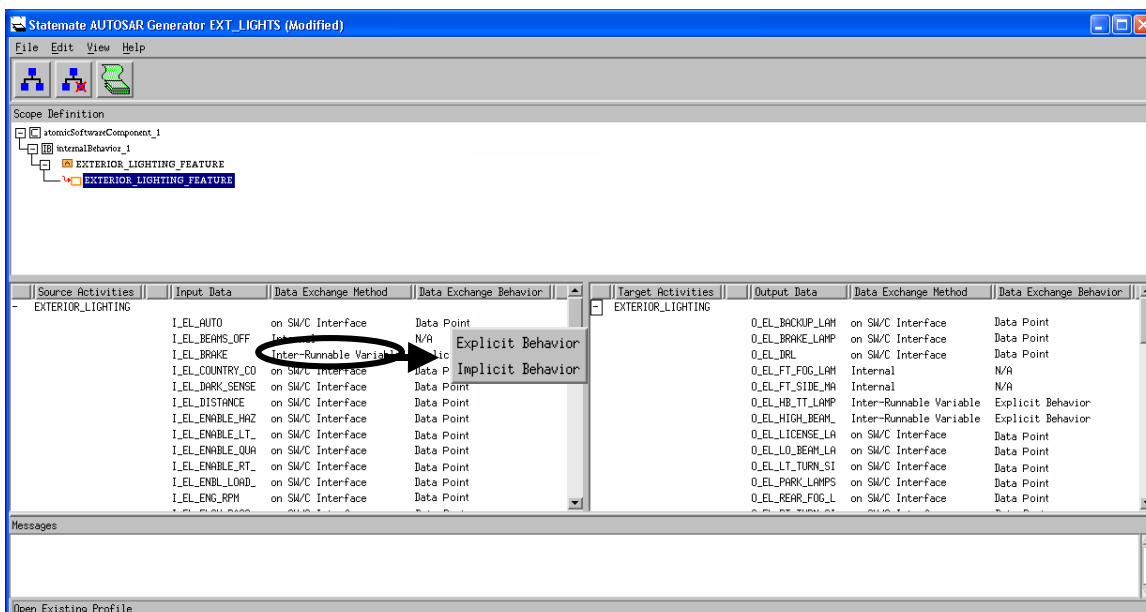 Statemate AUTOSAR Generator EXT_LIGHTS (Modified)
File Edit View Help
Scope Definition
atomicSoftwareComponent_1
IB internalBehavior_1
EXTERIOR_LIGHTING_FEATURE
EXTERIOR_LIGHTING_FEATURE
Source Activities Input Data Data Exchange Method Data Exchange Behavior Target Activities Output Data Data Exchange Method Data Exchange Behavior
EXTERIOR_LIGHTING EXTERIOR_LIGHTING
I_EL_AUTO on SW/C Interface Data Point O_EL_BACKUP_LAM on SW/C Interface Data Point
I_EL_BEAMS_OFF Internal N/A Explicit Behavior O_EL_BRAKE_LAMP on SW/C Interface Data Point
I_EL_BRAKE Inter-Runnable O_EL_DRL on SW/C Interface Data Point
I_EL_COUNTRY_CO on SW/C Interface Data Implicit Behavior O_EL_FT_FOG_LAM Internal N/A
I_EL_DARK_SENSE on SW/C Interface Data Point O_EL_FT_SIDE_MA Internal N/A
I_EL_DISTANCE on SW/C Interface Data Point O_EL_HB_TT_LAMP Inter-Runnable Variable Explicit Behavior
I_EL_ENABLE_HAZ on SW/C Interface Data Point O_EL_HIGH_BEAM_ Inter-Runnable Variable Explicit Behavior
I_EL_ENABLE_LT_ on SW/C Interface Data Point O_EL_LICENSE_LA on SW/C Interface Data Point
I_EL_ENABLE_QUA on SW/C Interface Data Point O_EL_LO_BEAM_LA on SW/C Interface Data Point
I_EL_ENABLE_RT_ on SW/C Interface Data Point O_EL_LT_TURN_SI on SW/C Interface Data Point
I_EL_ENBL_LOAD_ on SW/C Interface Data Point O_EL_PARK_LAMPS on SW/C Interface Data Point
I_EL_ENG_RPM on SW/C Interface Data Point O_EL_REAR_FOG_L on SW/C Interface Data Point
Messages
Open Existing Profile